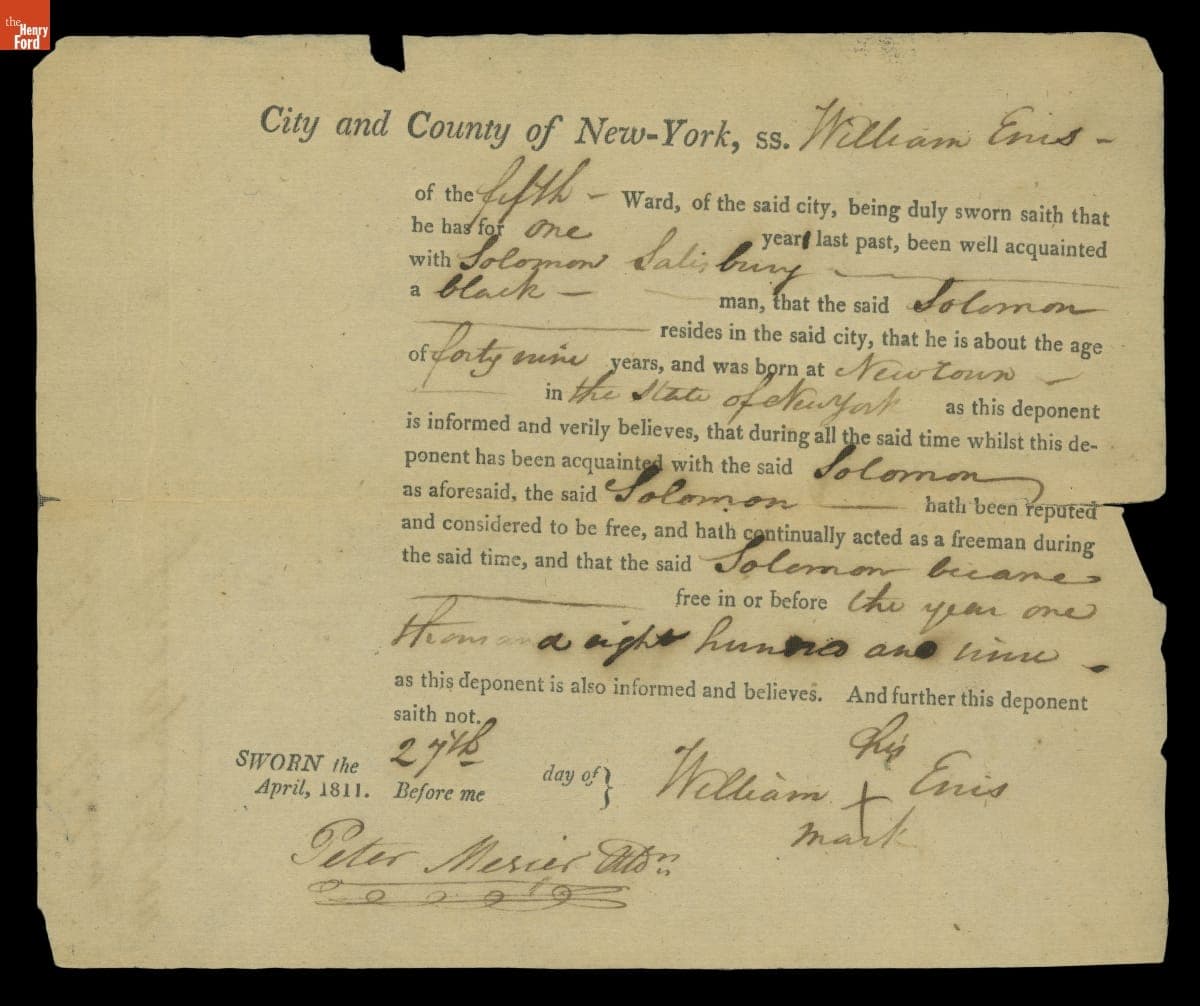 the Henry Ford
City and County of New-York, ss. William Enis -
of the fifth - Ward, of the said city, being duly sworn saith that
he has for one year last past, been well acquainted
with Solomon Salisbury
a black - man, that the said Solomon
resides in the said city, that he is about the age
of forty nine years, and was born at Newtown -
in the State of New York as this deponent
is informed and verily believes, that during all the said time whilst this de-
ponent has been acquainted with the said Solomon
as aforesaid, the said Solomon hath been reputed
and considered to be free, and hath continually acted as a freeman during
the said time, and that the said Solomon became
free in or before the year one
thousand eight hundred and nine -
as this deponent is also informed and believes. And further this deponent
saith not.
SWORN the 27th day of }
April, 1811. Before me
William his X mark Enis
Peter Mesier Aldn